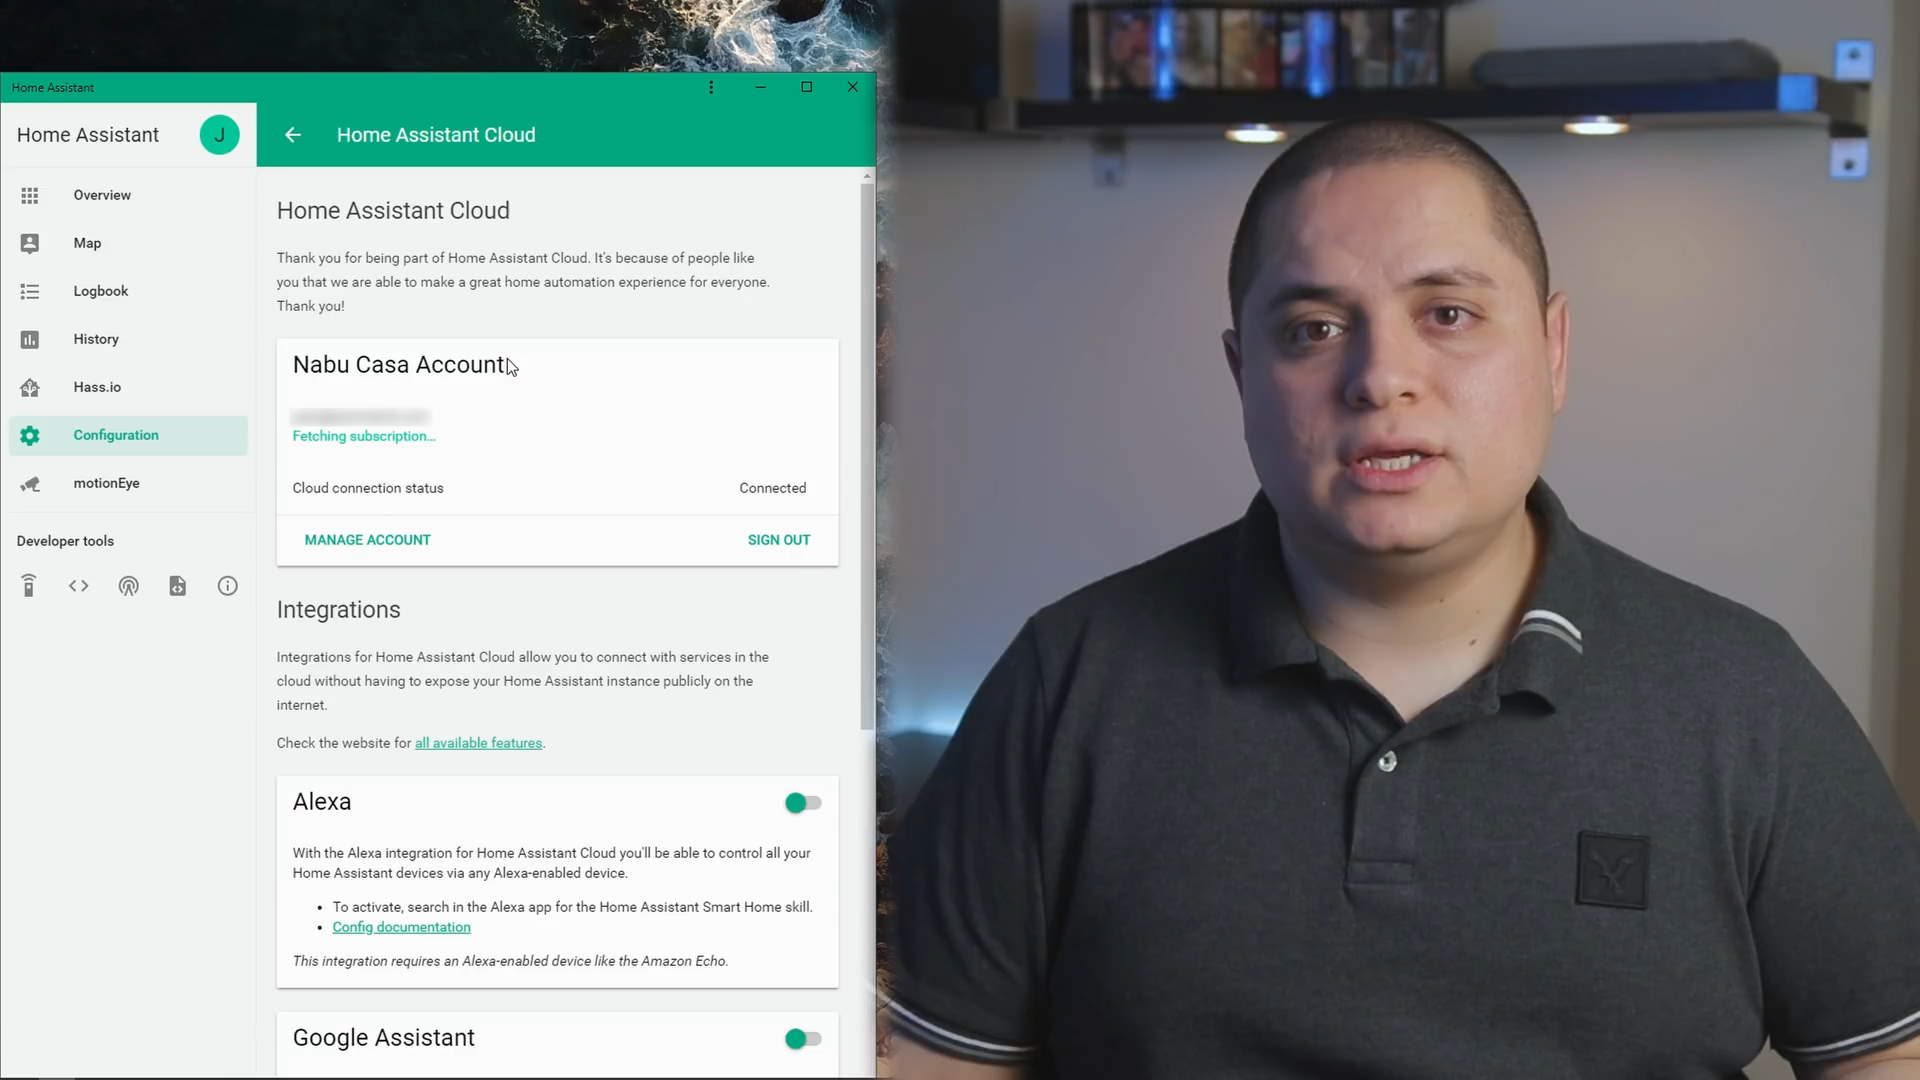 Home Assistant
Home Assistant
J
Home Assistant Cloud
Overview
Map
Logbook
History
Hass.io
Configuration
motionEye
Developer tools
Home Assistant Cloud
Thank you for being part of Home Assistant Cloud. It's because of people like
you that we are able to make a great home automation experience for everyone.
Thank you!
Nabu Casa Account
Fetching subscription...
Cloud connection status
Connected
MANAGE ACCOUNT
SIGN OUT
Integrations
Integrations for Home Assistant Cloud allow you to connect with services in the
cloud without having to expose your Home Assistant instance publicly on the
internet.
Check the website for all available features.
Alexa
With the Alexa integration for Home Assistant Cloud you'll be able to control all your
Home Assistant devices via any Alexa-enabled device.
• To activate, search in the Alexa app for the Home Assistant Smart Home skill.
• Config documentation
This integration requires an Alexa-enabled device like the Amazon Echo.
Google Assistant